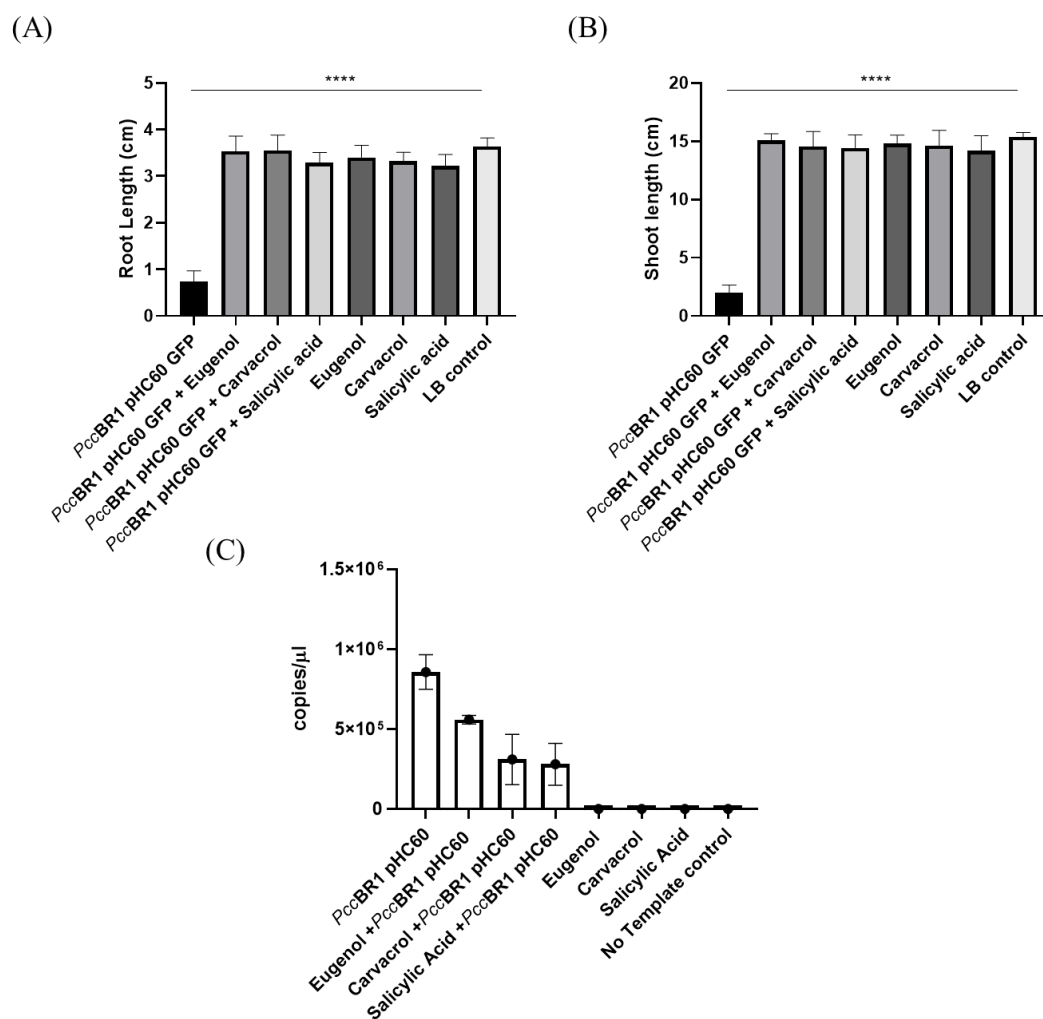 (A)
****
5
4
3
2
1
0
Root Length (cm)
PccBR1 pHC60 GFP
PccBR1 pHC60 GFP + Eugenol
PccBR1 pHC60 GFP + Carvacrol
PccBR1 pHC60 GFP + Salicylic acid
Eugenol
Carvacrol
Salicylic acid
LB control
(B)
****
20
15
10
5
0
Shoot length (cm)
PccBR1 pHC60 GFP
PccBR1 pHC60 GFP + Eugenol
PccBR1 pHC60 GFP + Carvacrol
PccBR1 pHC60 GFP + Salicylic acid
Eugenol
Carvacrol
Salicylic acid
LB control
(C)
1.5×10⁶
1×10⁶
5×10⁵
0
copies/μl
PccBR1 pHC60
Eugenol +PccBR1 pHC60
Carvacrol +PccBR1 pHC60
Salicylic Acid +PccBR1 pHC60
Eugenol
Carvacrol
Salicylic Acid
No Template control